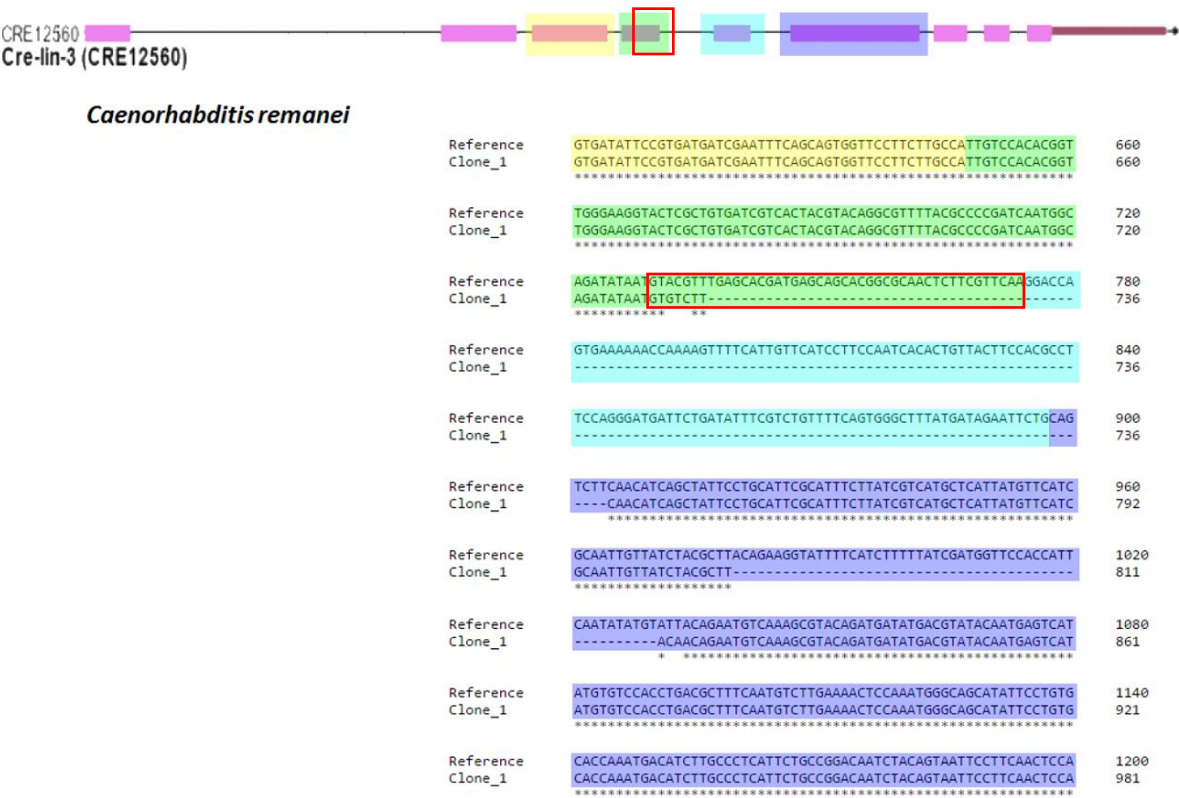 CRE12560
Cre-lin-3 (CRE12560)
Caenorhabditis remanei
Reference GTGATATTCCGTGATGATCGAATTTCAGCAGTGGTTCCTTCTTGCCATTGTCCACACGGT 660
Clone_1 GTGATATTCCGTGATGATCGAATTTCAGCAGTGGTTCCTTCTTGCCATTGTCCACACGGT 660
************************************************************
Reference TGGGAAGGTACTCGCTGTGATCGTCACTACGTACAGGCGTTTTACGCCCCGATCAATGGC 720
Clone_1 TGGGAAGGTACTCGCTGTGATCGTCACTACGTACAGGCGTTTTACGCCCCGATCAATGGC 720
************************************************************
Reference AGATATAATGTACGTTTGAGCACGATGAGCAGCACGGCGCAACTCTTCGTTCAAGGACCA 780
Clone_1 AGATATAATGTGTCTT-------------------------------------------- 736
*********** **
Reference GTGAAAAAACCAAAAGTTTTCATTGTTCATCCTTCCAATCACACTGTTACTTCCACGCCT 840
Clone_1 ------------------------------------------------------------ 736
Reference TCCAGGGATGATTCTGATATTTCGTCTGTTTTCAGTGGGCTTTATGATAGAATTCTGCAG 900
Clone_1 ------------------------------------------------------------ 736
Reference TCTTCAACATCAGCTATTCCTGCATTCGCATTTCTTATCGTCATGCTCATTATGTTCATC 960
Clone_1 ----CAACATCAGCTATTCCTGCATTCGCATTTCTTATCGTCATGCTCATTATGTTCATC 792
********************************************************
Reference GCAATTGTTATCTACGCTTACAGAAGGTATTTTCATCTTTTTATCGATGGTTCCACCATT 1020
Clone_1 GCAATTGTTATCTACGCTT----------------------------------------- 811
*******************
Reference CAATATATGTATTACAGAATGTCAAAGCGTACAGATGATATGACGTATACAATGAGTCAT 1080
Clone_1 ----------ACAACAGAATGTCAAAGCGTACAGATGATATGACGTATACAATGAGTCAT 861
* ***********************************************
Reference ATGTGTCCACCTGACGCTTTCAATGTCTTGAAAACTCCAAATGGGCAGCATATTCCTGTG 1140
Clone_1 ATGTGTCCACCTGACGCTTTCAATGTCTTGAAAACTCCAAATGGGCAGCATATTCCTGTG 921
************************************************************
Reference CACCAAATGACATCTTGCCCTCATTCTGCCGGACAATCTACAGTAATTCCTTCAACTCCA 1200
Clone_1 CACCAAATGACATCTTGCCCTCATTCTGCCGGACAATCTACAGTAATTCCTTCAACTCCA 981
************************************************************